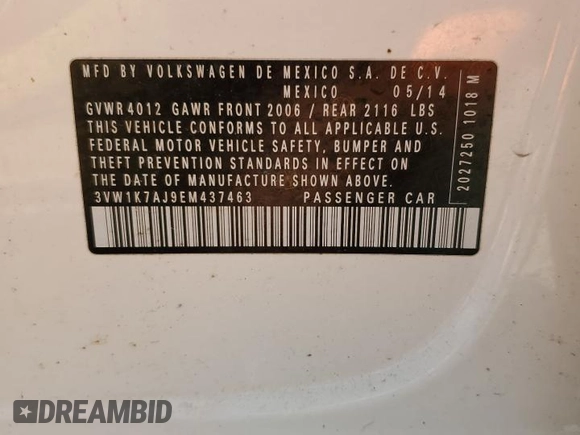 MFD BY VOLKSWAGEN DE MEXICO S.A. DE C.V.
MEXICO 05/14
GVWR 4012 GAWR FRONT 2006 / REAR 2116 LBS
THIS VEHICLE CONFORMS TO ALL APPLICABLE U.S.
FEDERAL MOTOR VEHICLE SAFETY, BUMPER AND
THEFT PREVENTION STANDARDS IN EFFECT ON
THE DATE OF MANUFACTURE SHOWN ABOVE.
3VW1K7AJ9EM437463 PASSENGER CAR
2027250 1018 M
DREAMBID